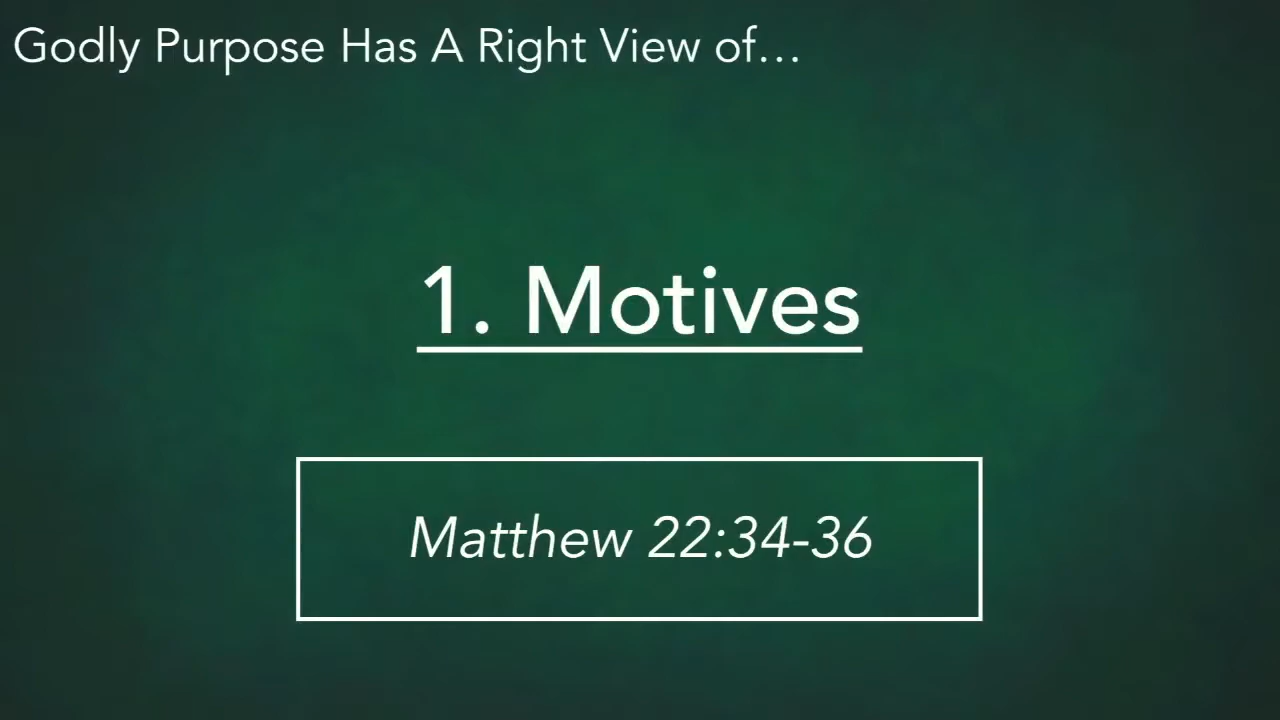 Godly Purpose Has A Right View of…
1. Motives
Matthew 22:34-36